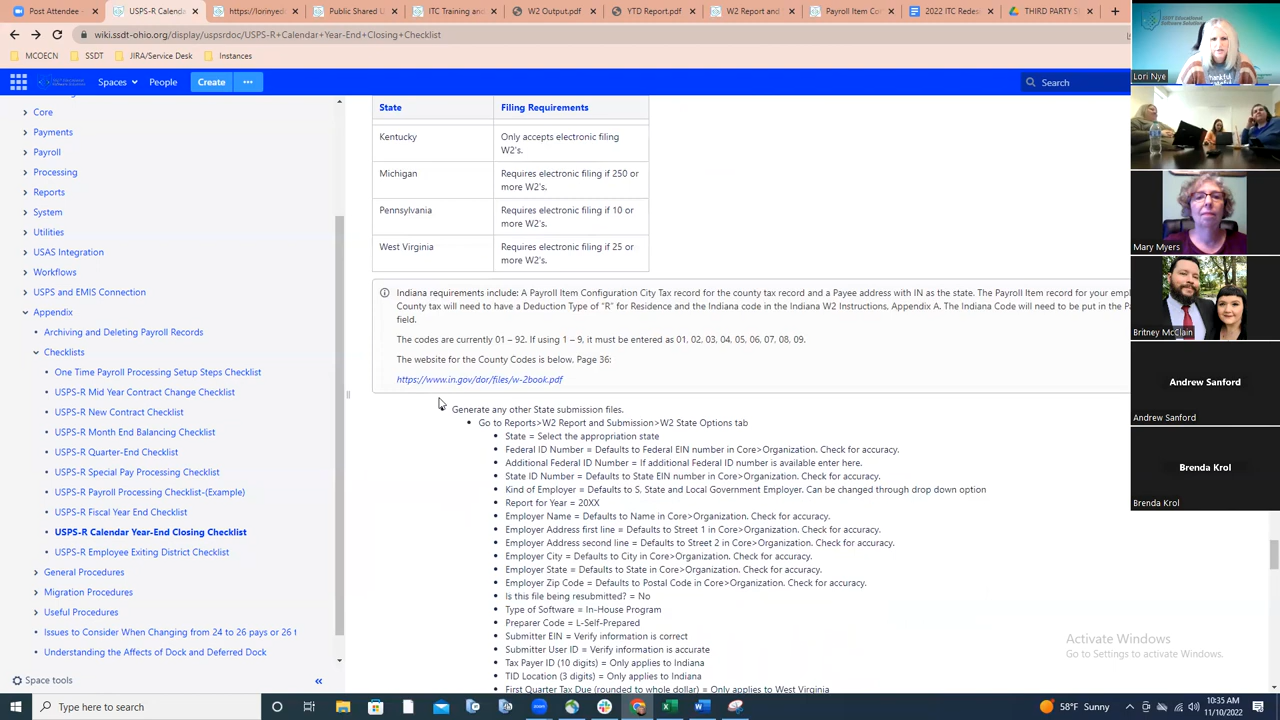 Post Attende
USPS-R Calendar
https://lorinyed
Public Shared U
ITC Training and
W2 Output.pdf
YTD Report.pdf
W2 Report and
Payroll Item Co
2022 ITC Redes
THIRD PARTY S
wiki.ssdt-ohio.org/display/uspsrdoc/USPS-R+Calendar+Year-End+Closing+Checklist
MCOECN
SSDT
JIRA/Service Desk
Instances
Spaces
People
Create
Search
Core
Payments
Payroll
Processing
Reports
System
Utilities
USAS Integration
Workflows
USPS and EMIS Connection
Appendix
Archiving and Deleting Payroll Records
Checklists
One Time Payroll Processing Setup Steps Checklist
USPS-R Mid Year Contract Change Checklist
USPS-R New Contract Checklist
USPS-R Month End Balancing Checklist
USPS-R Quarter-End Checklist
USPS-R Special Pay Processing Checklist
USPS-R Payroll Processing Checklist-(Example)
USPS-R Fiscal Year End Checklist
USPS-R Calendar Year-End Closing Checklist
USPS-R Employee Exiting District Checklist
General Procedures
Migration Procedures
Useful Procedures
Issues to Consider When Changing from 24 to 26 pays or 26 t
Understanding the Affects of Dock and Deferred Dock
Space tools
State Filing Requirements
Kentucky Only accepts electronic filing
W2's.
Michigan Requires electronic filing if 250 or
more W2's.
Pennsylvania Requires electronic filing if 10 or
more W2's.
West Virginia Requires electronic filing if 25 or
more W2's.
Indiana requirements include: A Payroll Item Configuration City Tax record for the county tax record and a Payee address with IN as the state. The Payroll Item record for your empl
County tax will need to have a Deduction Type of "R" for Residence and the Indiana code in the Indiana W2 Instructions, Appendix A. The Indiana Code will need to be put in the Pa
field.
The codes are currently 01 – 92. If using 1 – 9, it must be entered as 01, 02, 03, 04, 05, 06, 07, 08, 09.
The website for the County Codes is below, Page 36:
https://www.in.gov/dor/files/w-2book.pdf
Generate any other State submission files.
Go to Reports>W2 Report and Submission>W2 State Options tab
State = Select the appropriation state
Federal ID Number = Defaults to Federal EIN number in Core>Organization. Check for accuracy.
Additional Federal ID Number = If additional Federal ID number is available enter here.
State ID Number = Defaults to State EIN number in Core>Organization. Check for accuracy.
Kind of Employer = Defaults to S, State and Local Government Employer. Can be changed through drop down option
Report for Year = 20XX
Employer Name = Defaults to Name in Core>Organization. Check for accuracy.
Employer Address first line = Defaults to Street 1 in Core>Organization. Check for accuracy.
Employer Address second line = Defaults to Street 2 in Core>Organization. Check for accuracy.
Employer City = Defaults to City in Core>Organization. Check for accuracy.
Employer State = Defaults to State in Core>Organization. Check for accuracy.
Employer Zip Code = Defaults to Postal Code in Core>Organization. Check for accuracy.
Is this file being resubmitted? = No
Type of Software = In-House Program
Preparer Code = L-Self-Prepared
Submitter EIN = Verify information is correct
Submitter User ID = Verify information is accurate
Tax Payer ID (10 digits) = Only applies to Indiana
TID Location (3 digits) = Only applies to Indiana
First Quarter Tax Due (rounded to whole dollar) = Only applies to West Virginia
Lori Nye
Mary Myers
Britney McClain
Andrew Sanford
Andrew Sanford
Brenda Krol
Brenda Krol
Activate Windows
Go to Settings to activate Windows.
Type here to search
58°F Sunny
10:35 AM
11/10/2022